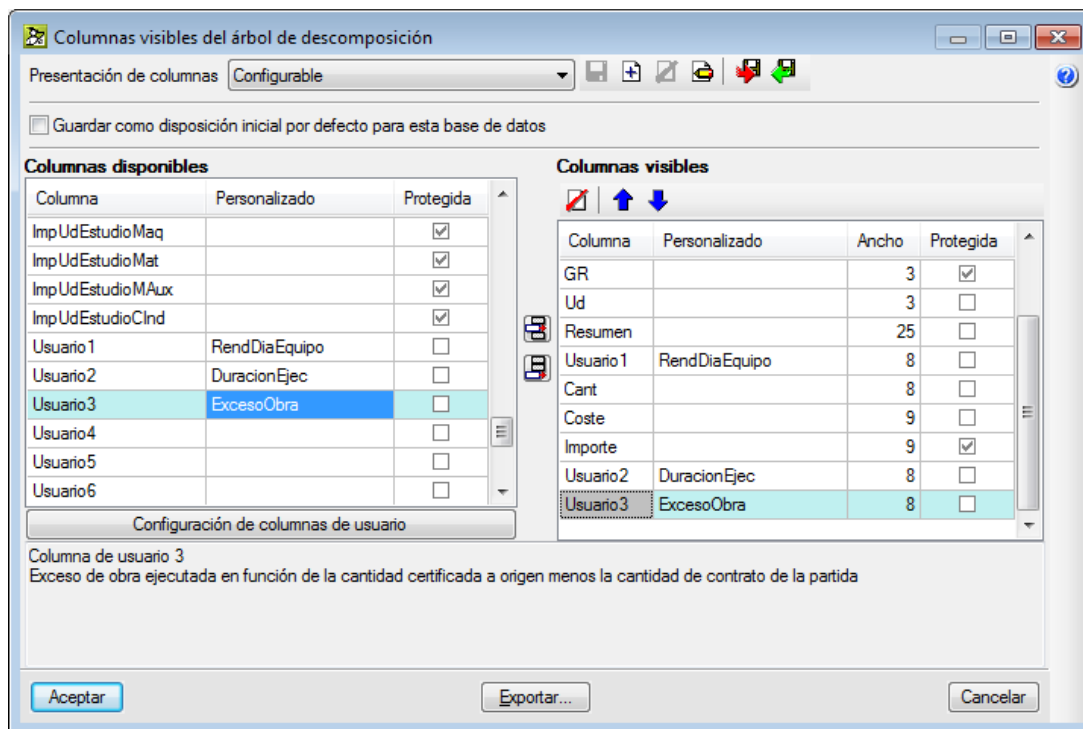 Columnas visibles del árbol de descomposición
Presentación de columnas Configurable
Guardar como disposición inicial por defecto para esta base de datos
Columnas disponibles
Columna Personalizado Protegida
ImpUdEstudioMaq
ImpUdEstudioMat
ImpUdEstudioMAux
ImpUdEstudioCInd
Usuario1 RendDiaEquipo
Usuario2 DuracionEjec
Usuario3 ExcesoObra
Usuario4
Usuario5
Usuario6
Configuración de columnas de usuario
Columnas visibles
Columna Personalizado Ancho Protegida
GR 3
Ud 3
Resumen 25
Usuario1 RendDiaEquipo 8
Cant 8
Coste 9
Importe 9
Usuario2 DuracionEjec 8
Usuario3 ExcesoObra 8
Columna de usuario 3
Exceso de obra ejecutada en función de la cantidad certificada a origen menos la cantidad de contrato de la partida
Aceptar Exportar... Cancelar